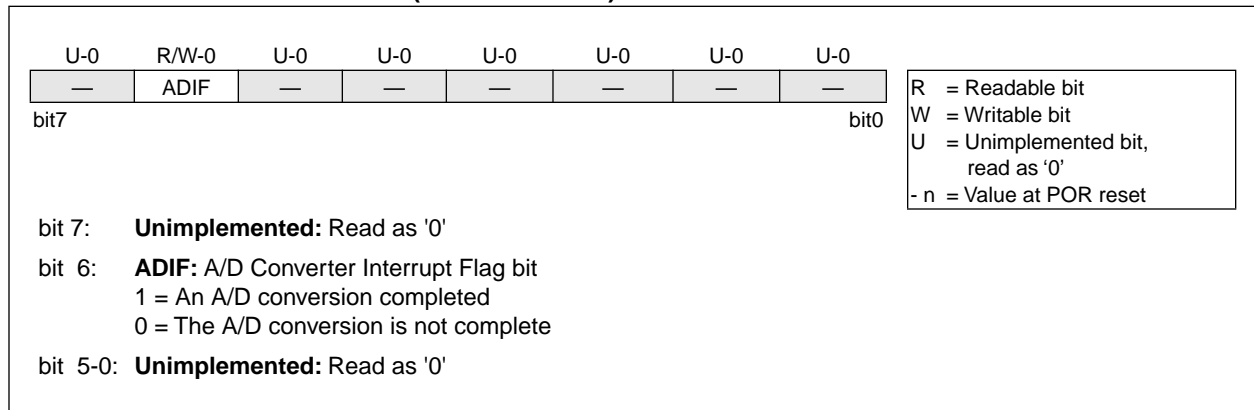 (
)
U-0 R/W-0 U-0 U-0 U-0 U-0 U-0 U-0
— ADIF — — — — — —
bit7 bit0
R = Readable bit
W = Writable bit
U = Unimplemented bit,
read as ‘0’
- n = Value at POR reset
bit 7: Unimplemented: Read as '0'
bit 6: ADIF: A/D Converter Interrupt Flag bit
1 = An A/D conversion completed
0 = The A/D conversion is not complete
bit 5-0: Unimplemented: Read as '0'